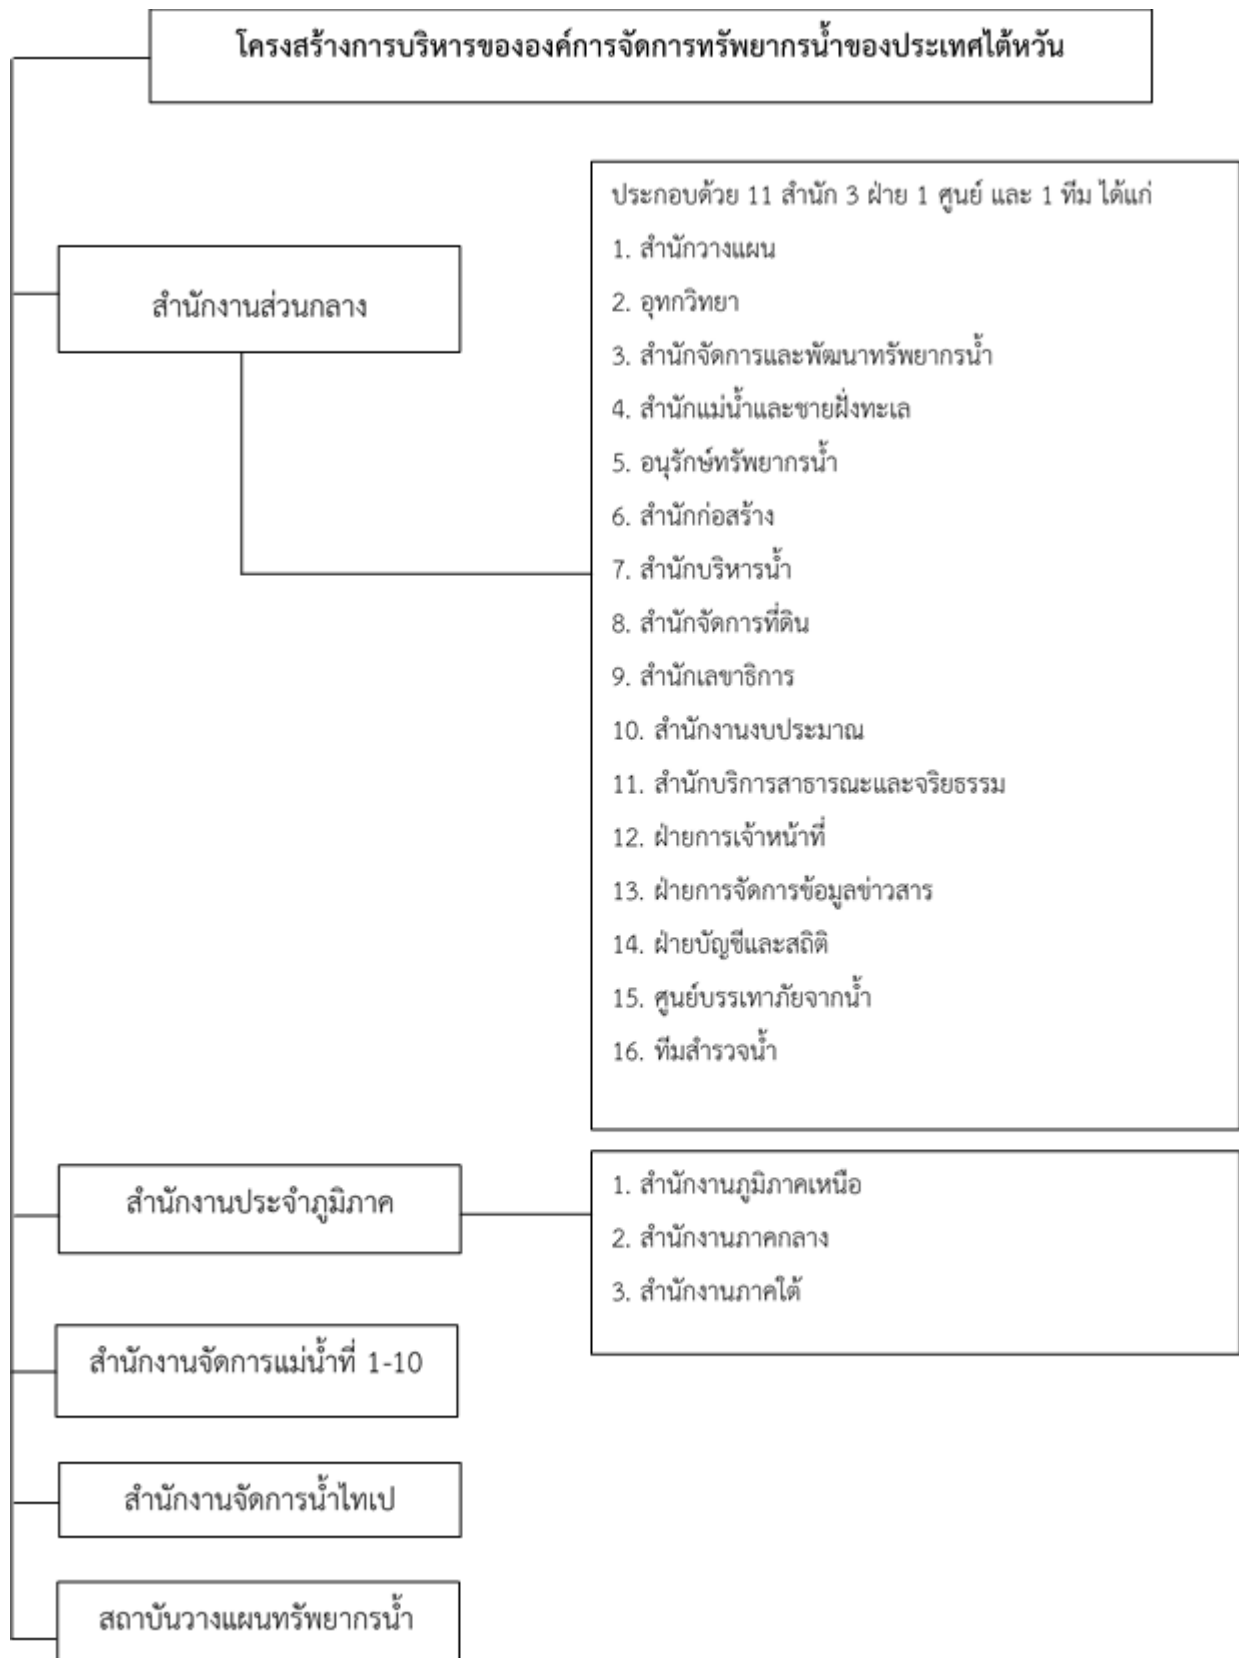 โครงสร้างการบริหารขององค์การจัดการทรัพยากรน้ำของประเทศไต้หวัน
สำนักงานส่วนกลาง
ประกอบด้วย 11 สำนัก 3 ฝ่าย 1 ศูนย์ และ 1 ทีม ได้แก่
1. สำนักวางแผน
2. อุทกวิทยา
3. สำนักจัดการและพัฒนาทรัพยากรน้ำ
4. สำนักแม่น้ำและชายฝั่งทะเล
5. อนุรักษ์ทรัพยากรน้ำ
6. สำนักก่อสร้าง
7. สำนักบริหารน้ำ
8. สำนักจัดการที่ดิน
9. สำนักเลขาธิการ
10. สำนักงานงบประมาณ
11. สำนักบริการสาธารณะและจริยธรรม
12. ฝ่ายการเจ้าหน้าที่
13. ฝ่ายการจัดการข้อมูลข่าวสาร
14. ฝ่ายบัญชีและสถิติ
15. ศูนย์บรรเทาภัยจากน้ำ
16. ทีมสำรวจน้ำ
สำนักงานประจำภูมิภาค
1. สำนักงานภูมิภาคเหนือ
2. สำนักงานภาคกลาง
3. สำนักงานภาคใต้
สำนักงานจัดการแม่น้ำที่ 1-10
สำนักงานจัดการน้ำไทเป
สถาบันวางแผนทรัพยากรน้ำ